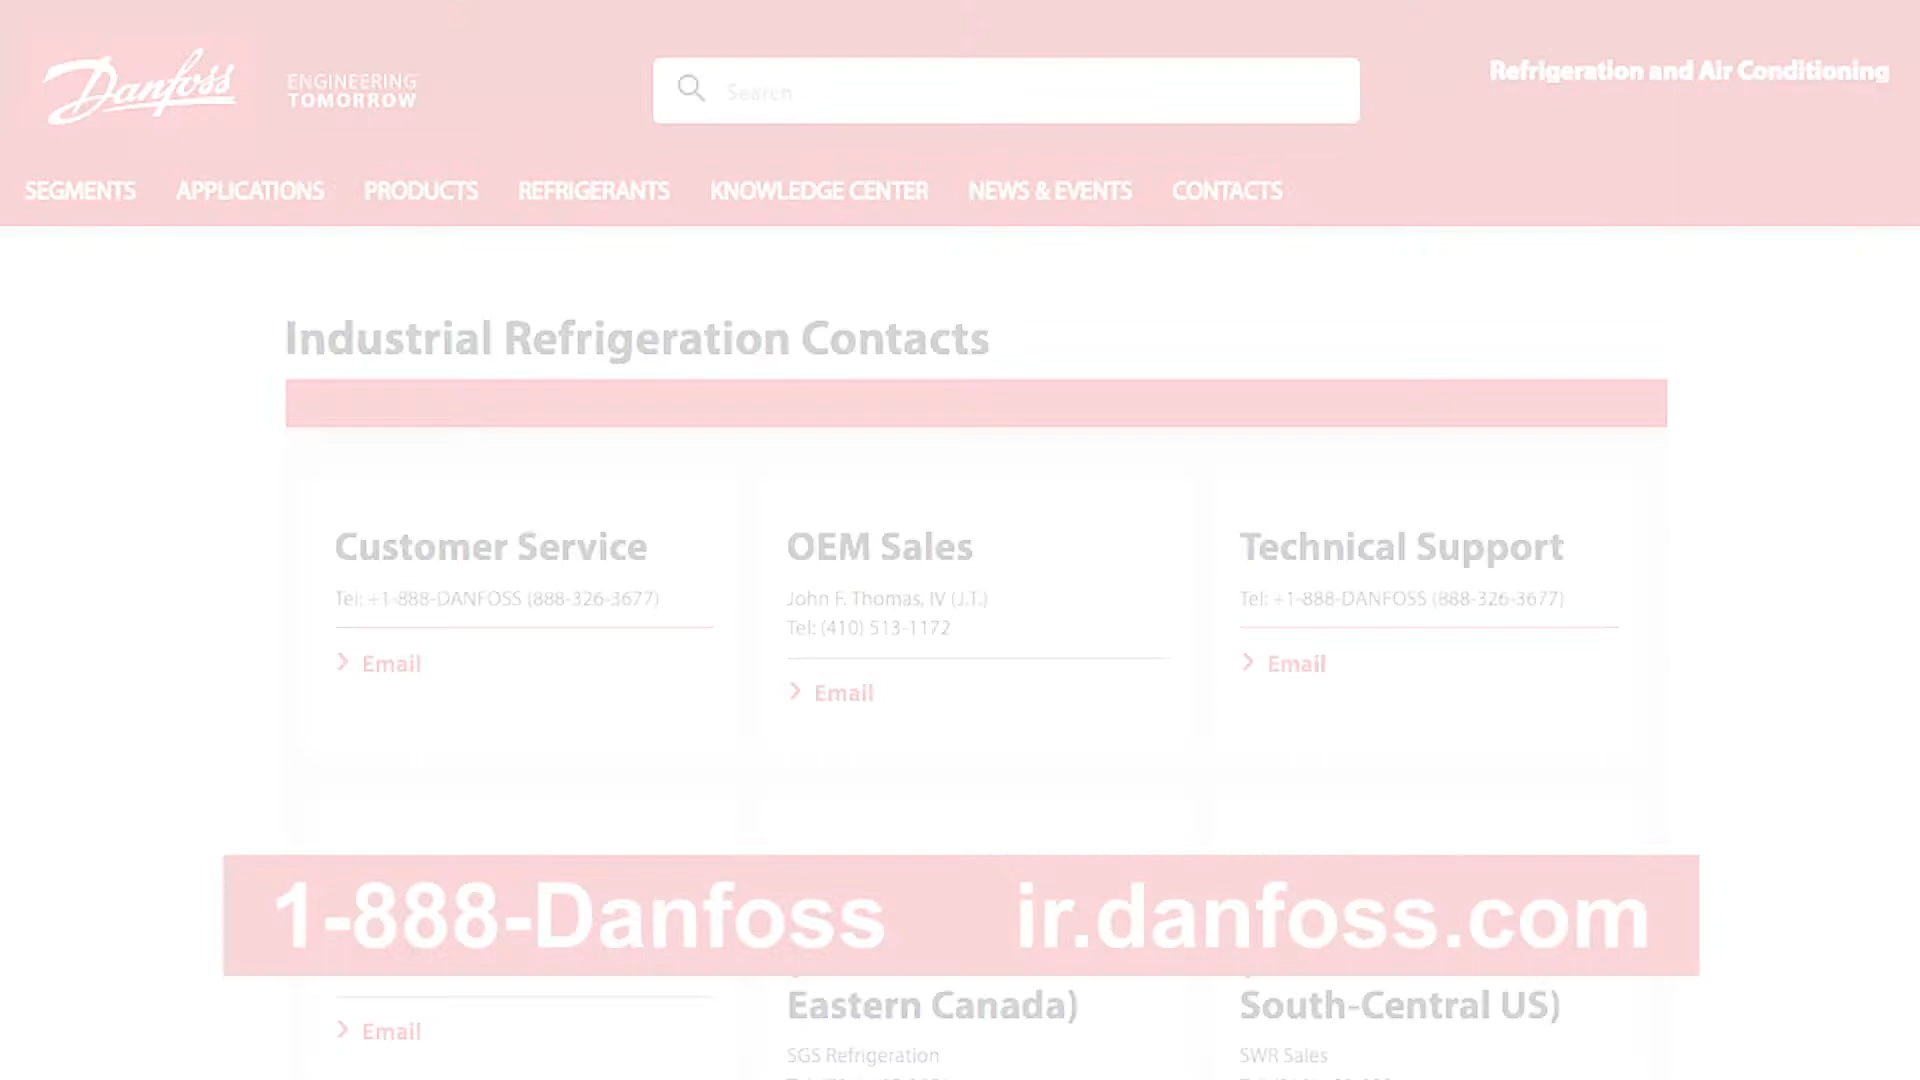 Danfoss
ENGINEERING
TOMORROW
Search
Refrigeration and Air Conditioning
SEGMENTS APPLICATIONS PRODUCTS REFRIGERANTS KNOWLEDGE CENTER NEWS & EVENTS CONTACTS
Industrial Refrigeration Contacts
Customer Service
Tel: +1-888-DANFOSS (888-326-3677)
Email
OEM Sales
John F. Thomas, IV (J.T.)
Tel: (410) 513-1172
Email
Technical Support
Tel: +1-888-DANFOSS (888-326-3677)
Email
1-888-Danfoss ir.danfoss.com
Email
Eastern Canada)
SGS Refrigeration
South-Central US)
SWR Sales